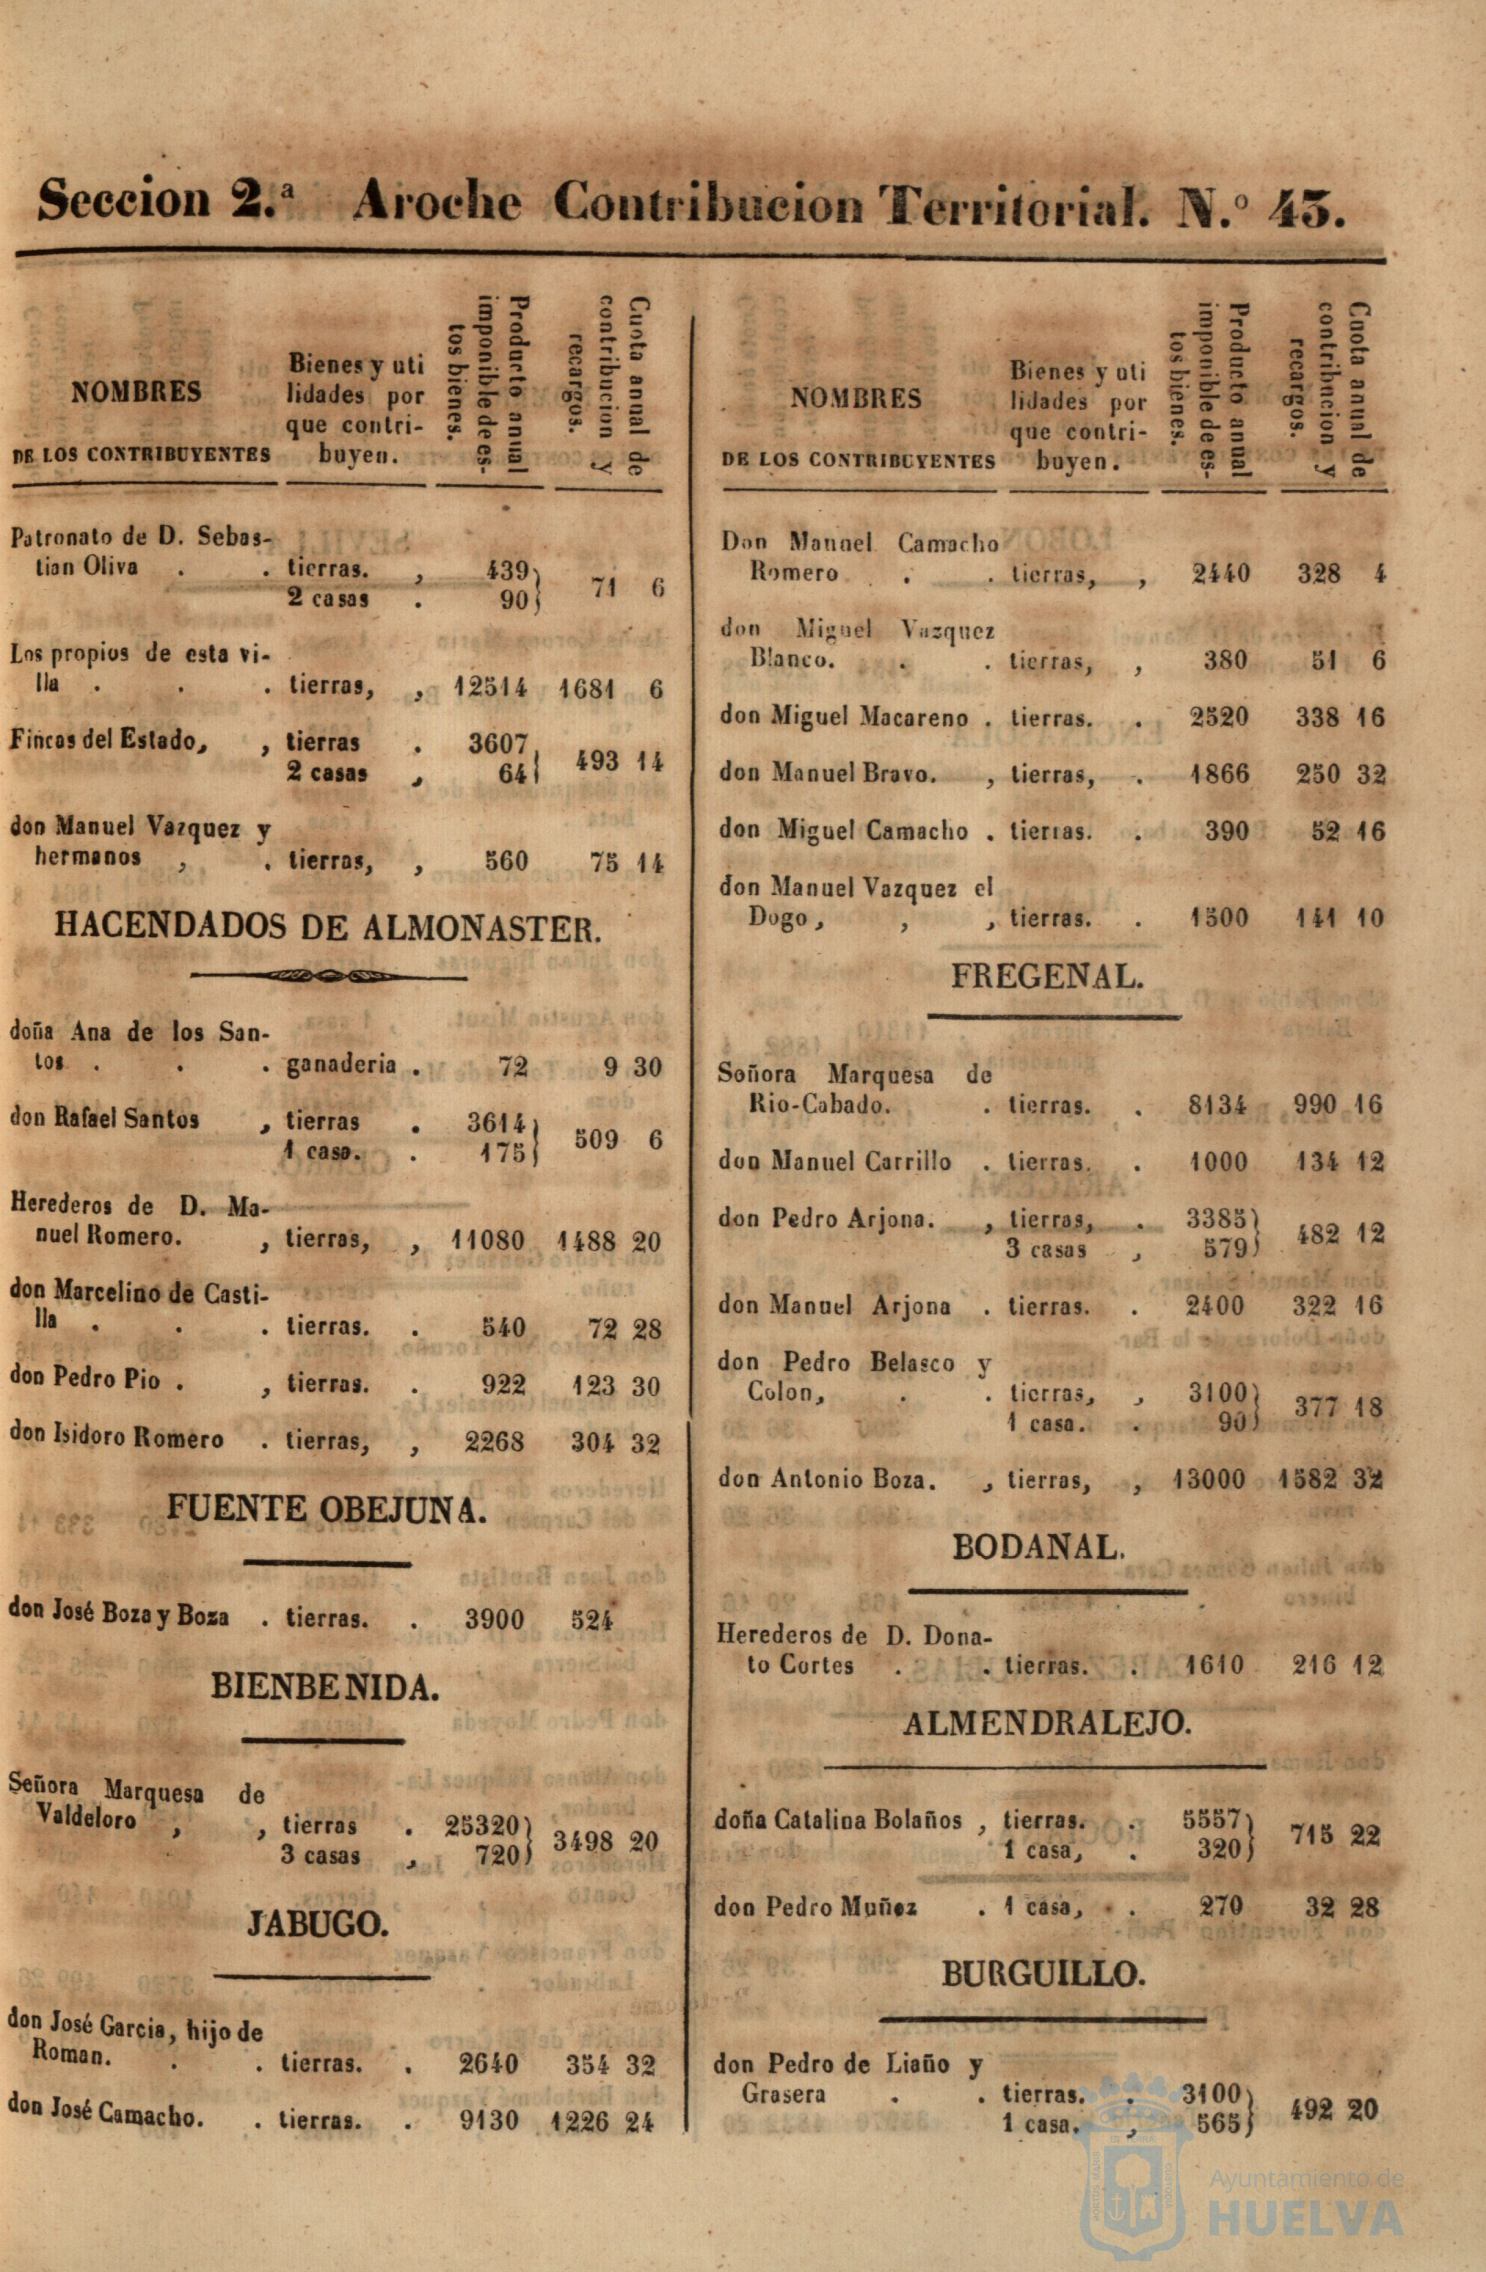 Seccion 2.ª Aroche Contribucion Territorial. N.º 43.
NOMBRES
DE LOS CONTRIBUYENTES
Bienes y uti
lidades por
que contri-
buyen.
Producto anual
imponible de es-
tos bienes.
Cuota anual de
contribucion y
recargos.
Patronato de D. Sebas-
tian Oliva . . tierras. , 439
2 casas . 90 } 71 6
Los propios de esta vi-
lla . . . tierras, , 12514 1681 6
Fincas del Estado, , tierras . 3607
2 casas , 64 } 493 14
don Manuel Vazquez y
hermanos , . tierras, , 560 75 14
HACENDADOS DE ALMONASTER.
doña Ana de los San-
tos . . . ganaderia . 72 9 30
don Rafael Santos , tierras . 3614
1 casa. . 175 } 509 6
Herederos de D. Ma-
nuel Romero. , tierras, , 11080 1488 20
don Marcelino de Casti-
lla . . . tierras. . 540 72 28
don Pedro Pio . , tierras. . 922 123 30
don Isidoro Romero . tierras, , 2268 304 32
FUENTE OBEJUNA.
don José Boza y Boza . tierras. . 3900 524
BIENBENIDA.
Señora Marquesa de
Valdeloro , , tierras . 25320
3 casas , 720 } 3498 20
JABUGO.
don José Garcia, hijo de
Roman. . . tierras. . 2640 354 32
don José Camacho. . tierras. . 9130 1226 24
NOMBRES
DE LOS CONTRIBUYENTES
Bienes y uti
lidades por
que contri-
buyen.
Producto anual
imponible de es-
tos bienes.
Cuota anual de
contribucion y
recargos.
Don Manuel Camacho
Romero . . tierras, , 2440 328 4
don Miguel Vazquez
Blanco. . . tierras, , 380 51 6
don Miguel Macareno . tierras. . 2520 338 16
don Manuel Bravo. , tierras, . 1866 250 32
don Miguel Camacho . tierras. . 390 52 16
don Manuel Vazquez el
Dogo , , , tierras. . 1500 141 10
FREGENAL.
Señora Marquesa de
Rio-Cabado. . tierras. . 8134 990 16
don Manuel Carrillo . tierras. . 1000 134 12
don Pedro Arjona. , tierras, . 3385
3 casas , 579 } 482 12
don Manuel Arjona . tierras. . 2400 322 16
don Pedro Belasco y
Colon, . . tierras, , 3100
1 casa. . 90 } 377 18
don Antonio Boza. , tierras, , 13000 1582 32
BODANAL.
Herederos de D. Dona-
to Cortes . . tierras. . 1610 216 12
ALMENDRALEJO.
doña Catalina Bolaños , tierras. . 5557
1 casa, . 320 } 715 22
don Pedro Muñoz . 1 casa, . 270 32 28
BURGUILLO.
don Pedro de Liaño y
Grasera . . tierras. . 3100
1 casa. , 565 } 492 20
Ayuntamiento de
HUELVA